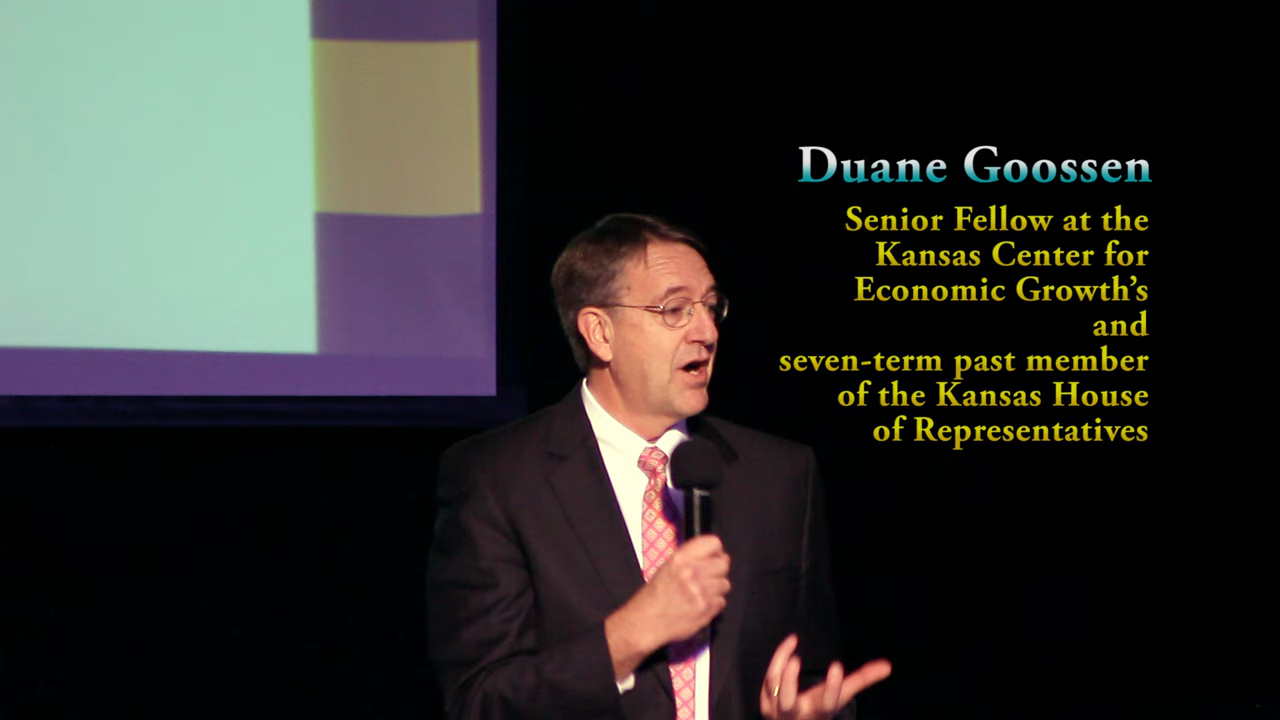 Duane Goossen
Senior Fellow at the
Kansas Center for
Economic Growth’s
and
seven-term past member
of the Kansas House
of Representatives